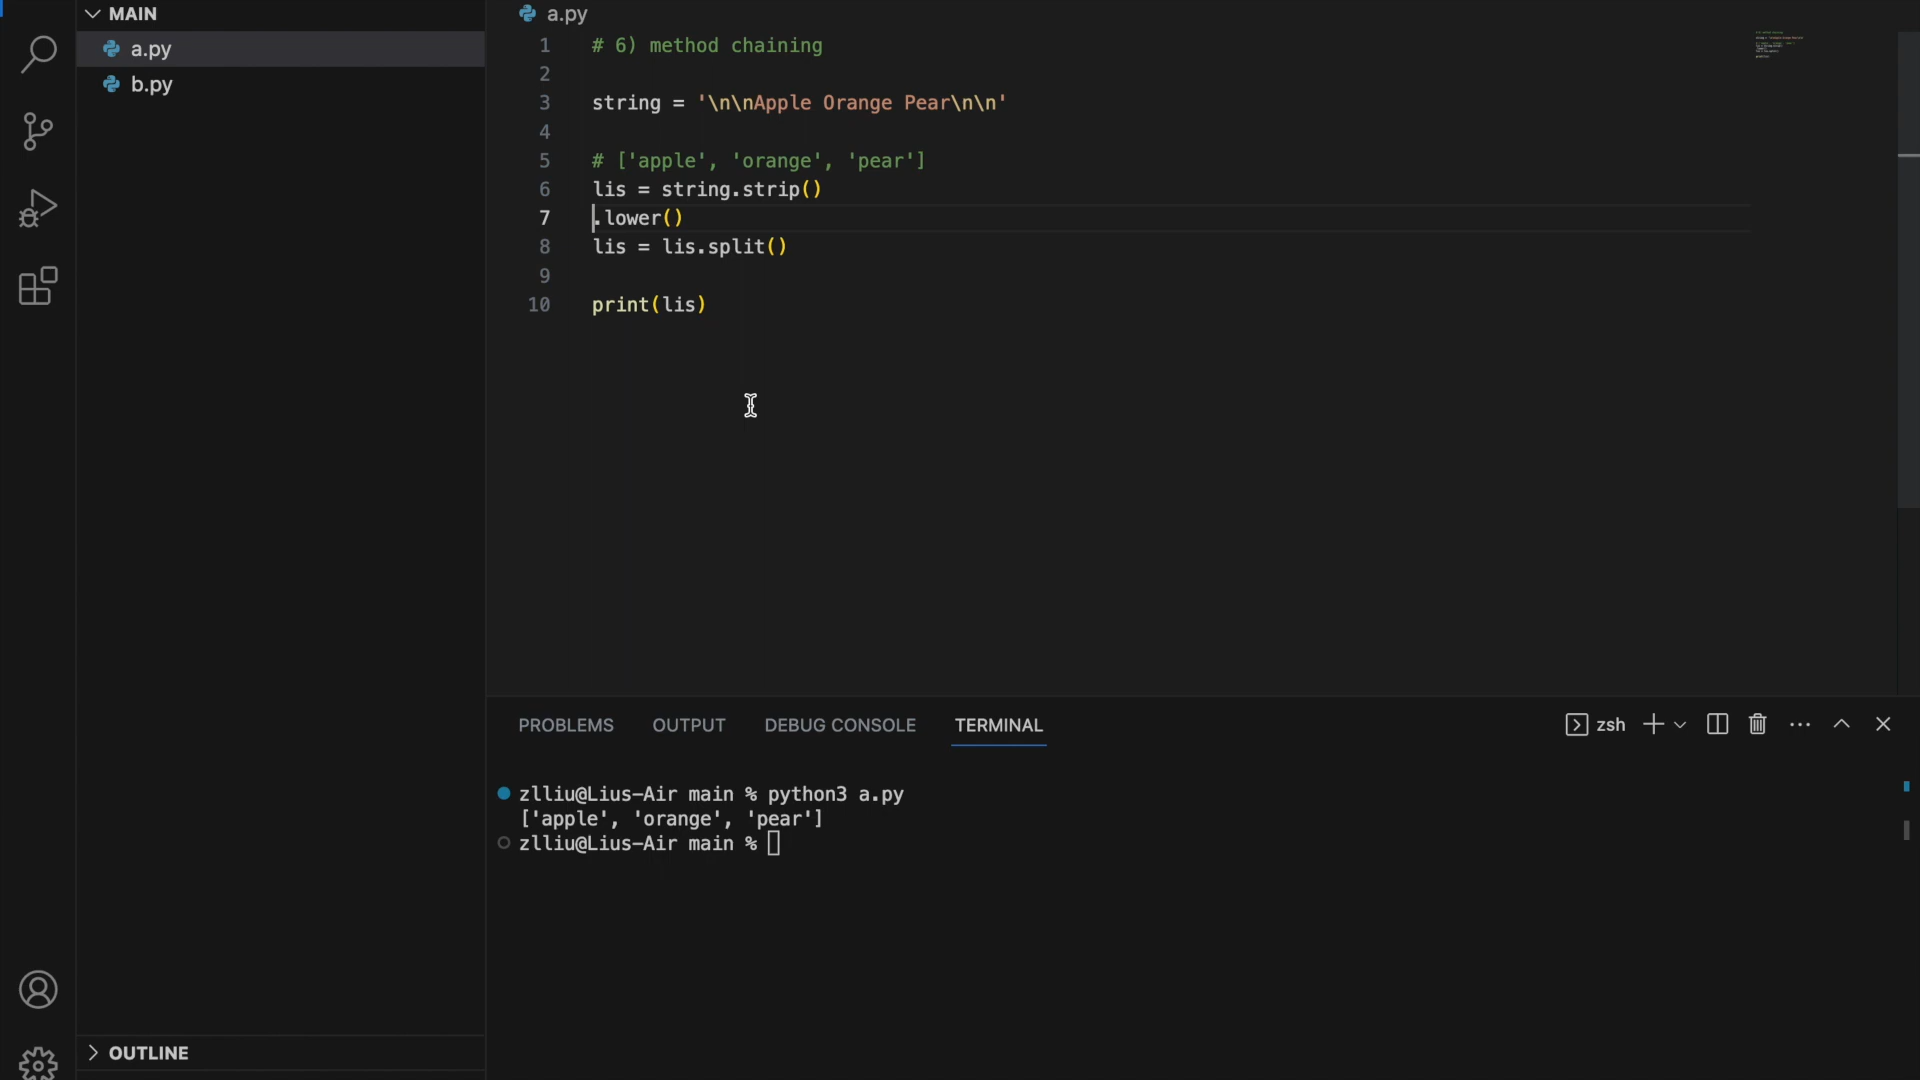 MAIN
a.py
b.py
OUTLINE
a.py
1 # 6) method chaining
2
3 string = '\n\nApple Orange Pear\n\n'
4
5 # ['apple', 'orange', 'pear']
6 lis = string.strip()
7 .lower()
8 lis = lis.split()
9
10 print(lis)
PROBLEMS OUTPUT DEBUG CONSOLE TERMINAL zsh
zlliu@Lius-Air main % python3 a.py
['apple', 'orange', 'pear']
zlliu@Lius-Air main %